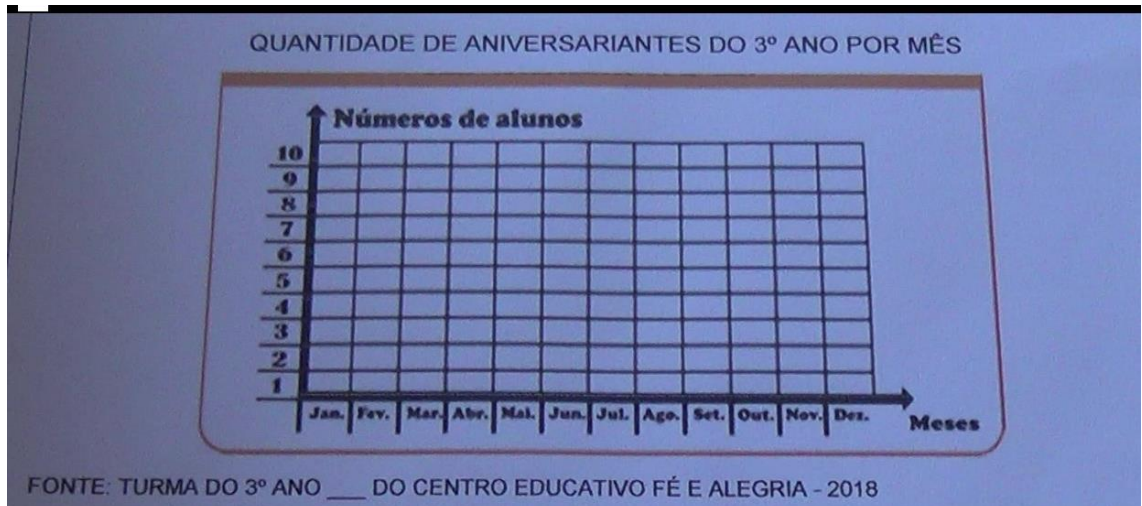 QUANTIDADE DE ANIVERSARIANTES DO 3º ANO POR MÊS
Números de alunos
10
9
8
7
6
5
4
3
2
1
Jan. Fev. Mar. Abr. Mai. Jun. Jul. Ago. Set. Out. Nov. Dez.
Meses
FONTE: TURMA DO 3º ANO ___ DO CENTRO EDUCATIVO FÉ E ALEGRIA - 2018